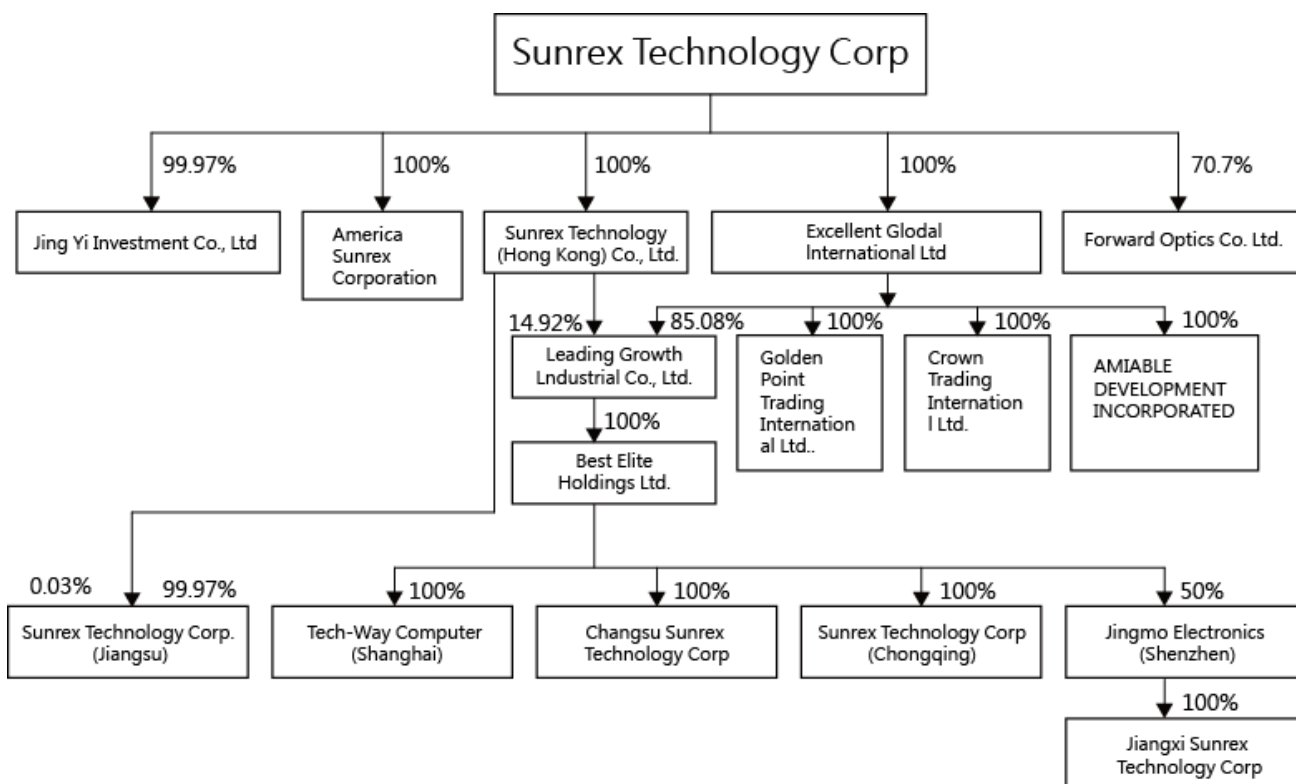 Sunrex Technology Corp
99.97%
100%
100%
100%
70.7%
Jing Yi Investment Co., Ltd
America
Sunrex
Corporation
Sunrex Technology
(Hong Kong) Co., Ltd.
Excellent Glodal
lnternational Ltd
Forward Optics Co. Ltd.
14.92%
85.08%
100%
100%
100%
Leading Growth
Lndustrial Co., Ltd.
Golden
Point
Trading
Internation
al Ltd..
Crown
Trading
Internation
l Ltd.
AMIABLE
DEVELOPMENT
INCORPORATED
100%
Best Elite
Holdings Ltd.
0.03%
99.97%
100%
100%
100%
50%
Sunrex Technology Corp.
(Jiangsu)
Tech-Way Computer
(Shanghai)
Changsu Sunrex
Technology Corp
Sunrex Technology Corp
(Chongqing)
Jingmo Electronics
(Shenzhen)
100%
Jiangxi Sunrex
Technology Corp